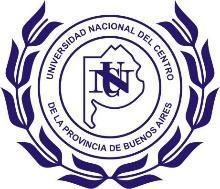 UNIVERSIDAD NACIONAL DEL CENTRO
UNC
DE LA PROVINCIA DE BUENOS AIRES